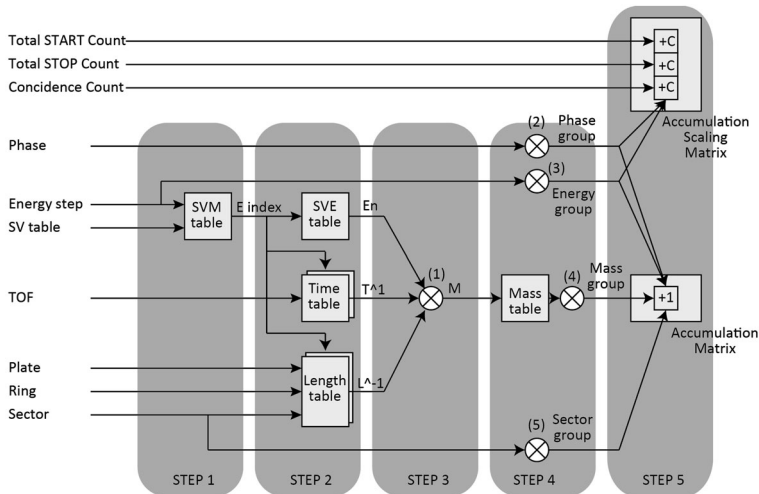 Total START Count
Total STOP Count
Concidence Count
+C
+C
+C
Accumulation
Scaling
Matrix
Phase
(2)
Phase
group
Energy step
(3)
Energy
group
SV table
SVM
table
E index
SVE
table
En
TOF
Time
table
T^1
(1)
M
Mass
table
(4)
Mass
group
+1
Accumulation
Matrix
Plate
Ring
Sector
Length
table
L^-1
(5)
Sector
group
STEP 1
STEP 2
STEP 3
STEP 4
STEP 5